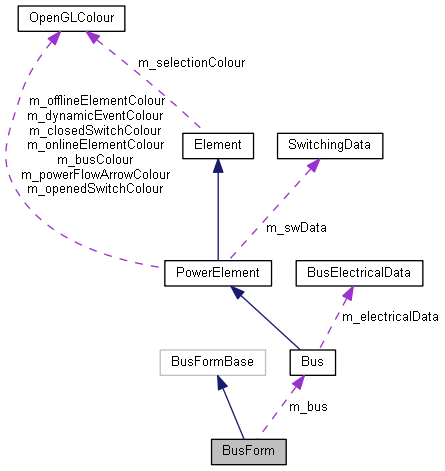 OpenGLColour
m_selectionColour
m_offlineElementColour
m_dynamicEventColour
m_closedSwitchColour
m_onlineElementColour
m_busColour
m_powerFlowArrowColour
m_openedSwitchColour
Element
SwitchingData
m_swData
PowerElement
BusElectricalData
m_electricalData
BusFormBase
Bus
m_bus
BusForm